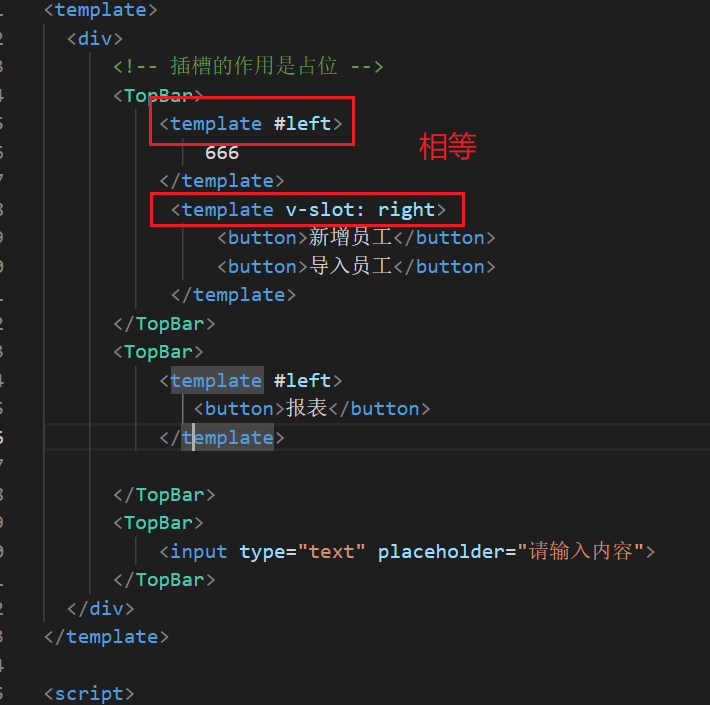 <template>
<div>
<!-- 插槽的作用是占位 -->
<TopBar>
<template #left>
相等
666
</template>
<template v-slot: right>
<button>新增员工</button>
<button>导入员工</button>
</template>
</TopBar>
<TopBar>
<template #left>
<button>报表</button>
</template>
</TopBar>
<TopBar>
<input type="text" placeholder="请输入内容">
</TopBar>
</div>
</template>
<script>